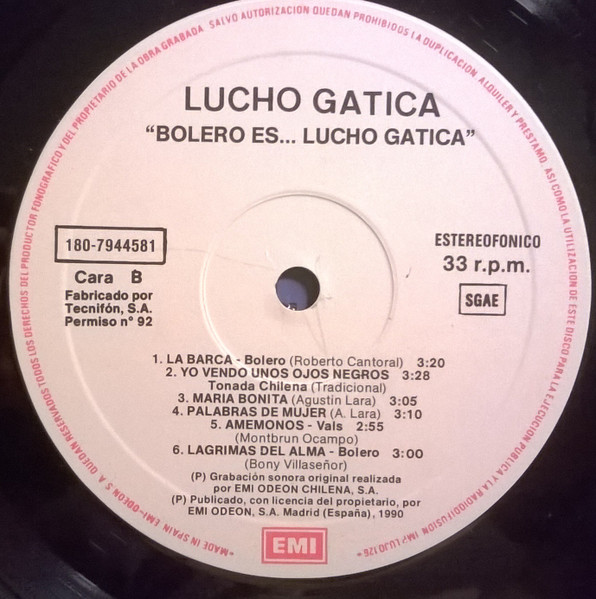 SALVO AUTORIZACION QUEDAN PROHIBIDOS LA DUPLICACION, ALQUILER Y PRESTAMO, ASI COMO LA UTILIZACION DE ESTE DISCO PARA LA EJECUCION PUBLICA Y LA RADIODIFUSION IMP. LUJO 126*
*MADE IN SPAIN EMI-ODEON S.A. QUEDAN RESERVADOS TODOS LOS DERECHOS DEL PRODUCTOR FONOGRAFICO Y DEL PROPIETARIO DE LA OBRA GRABADA
LUCHO GATICA
“BOLERO ES... LUCHO GATICA”
180-7944581
Cara B
Fabricado por
Tecnifón, S.A.
Permiso nº 92
ESTEREOFONICO
33 r.p.m.
SGAE
1. LA BARCA - Bolero (Roberto Cantoral) 3:20
2. YO VENDO UNOS OJOS NEGROS 3:28
Tonada Chilena (Tradicional)
3. MARIA BONITA (Agustín Lara) 3:05
4. PALABRAS DE MUJER (A. Lara) 3:10
5. AMEMONOS - Vals 2:55
(Montbrun Ocampo)
6. LAGRIMAS DEL ALMA - Bolero 3:00
(Bony Villaseñor)
(P) Grabación sonora original realizada
por EMI ODEON CHILENA, S.A.
(P) Publicado, con licencia del propietario, por
EMI ODEON, S.A. Madrid (España), 1990
EMI